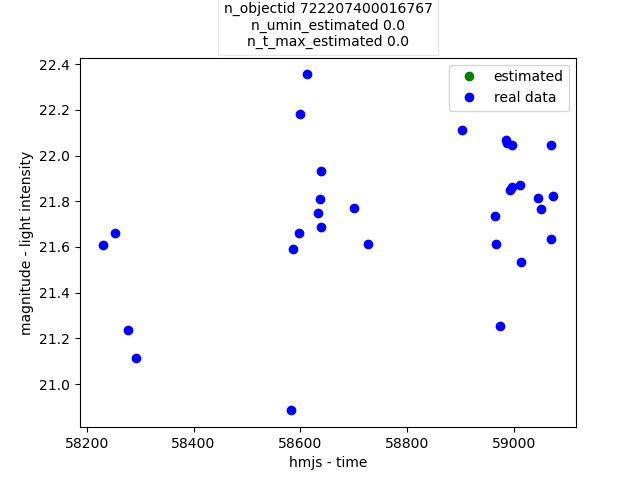 n_objectid 722207400016767
n_umin_estimated 0.0
n_t_max_estimated 0.0
estimated
real data
22.4
22.2
22.0
21.8
21.6
21.4
21.2
21.0
magnitude - light intensity
58200 58400 58600 58800 59000
hmjs - time